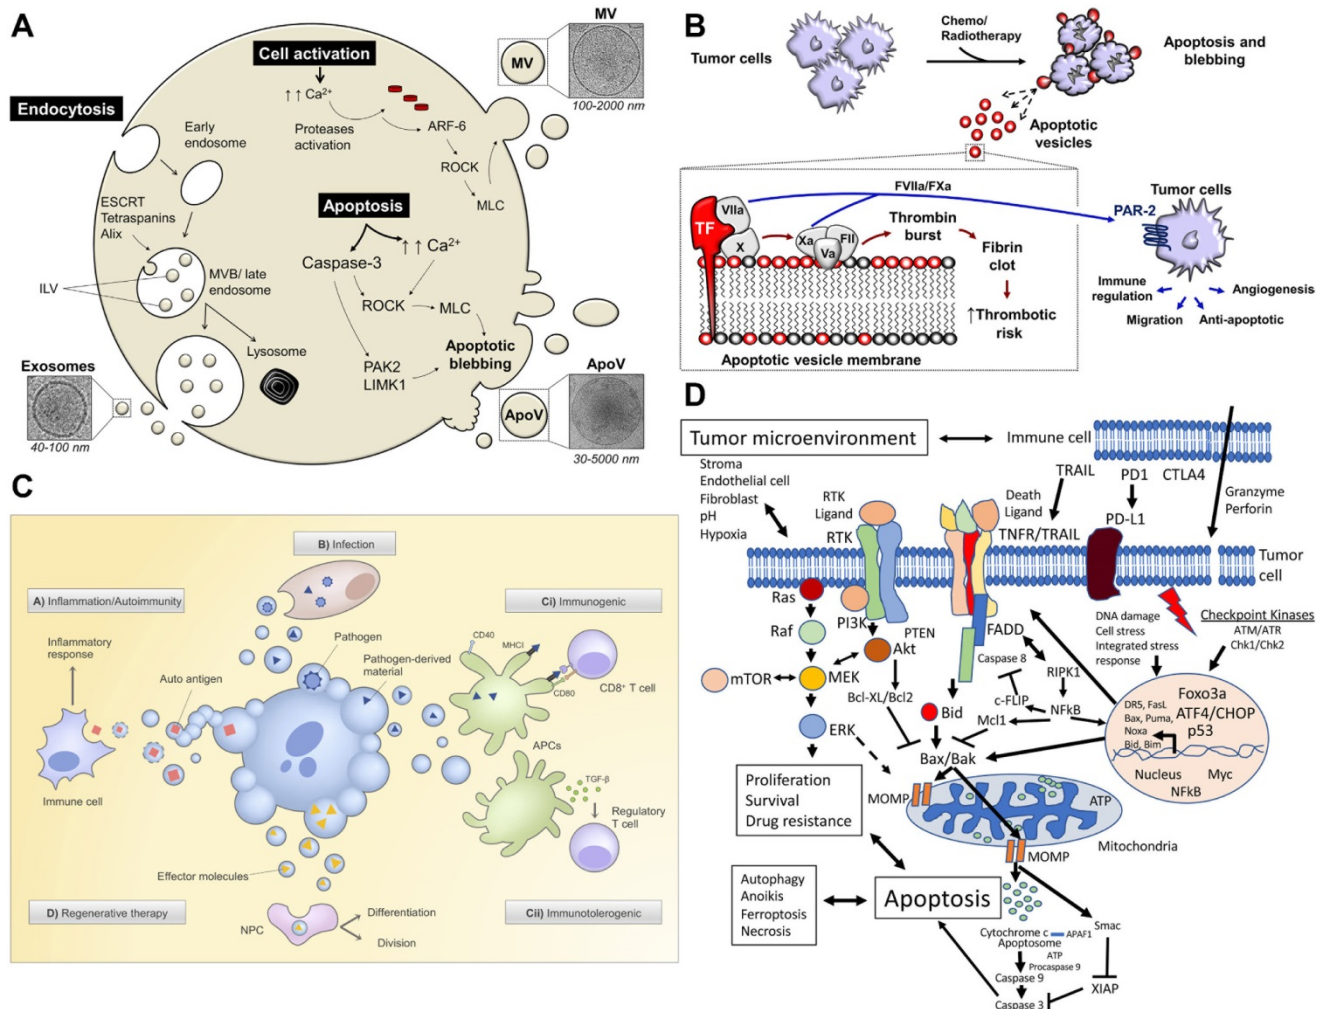 A
MV
Cell activation
MV
↑↑Ca²⁺
100-2000 nm
Endocytosis
Proteases
activation
ARF-6
Early
endosome
ROCK
MLC
Apoptosis
ESCRT
Tetraspanins
Alix
↑↑ Ca²⁺
Caspase-3
MVB/ late
endosome
ILV
ROCK
MLC
Lysosome
Apoptotic
blebbing
Exosomes
PAK2
LIMK1
ApoV
ApoV
40-100 nm
30-5000 nm
B
Tumor cells
Chemo/
Radiotherapy
Apoptosis and
blebbing
Apoptotic
vesicles
FVIIa/FXa
Tumor cells
PAR-2
TF
VIIa
X
Xa
FII
Va
Thrombin
burst
Fibrin
clot
↑Thrombotic
risk
Immune
regulation
Angiogenesis
Migration
Anti-apoptotic
Apoptotic vesicle membrane
C
B) Infection
A) Inflammation/Autoimmunity
Ci) Immunogenic
Inflammatory
response
Pathogen
Pathogen-derived
material
CD40
MHCI
CD80
CD8⁺ T cell
Auto antigen
APCs
Immune cell
TGF-β
Regulatory
T cell
Effector molecules
D) Regenerative therapy
Cii) Immunotolerogenic
NPC
Differentiation
Division
D
Tumor microenvironment
Immune cell
Stroma
Endothelial cell
Fibroblast
pH
Hypoxia
RTK
Ligand
RTK
Death
Ligand
TNFR/TRAIL
TRAIL
PD1
CTLA4
PD-L1
Granzyme
Perforin
Tumor
cell
Ras
Raf
PI3K
PTEN
Akt
mTOR
MEK
ERK
Bcl-XL/Bcl2
FADD
Caspase 8
RIPK1
c-FLIP
NFkB
Mcl1
Bid
Bax/Bak
DNA damage
Cell stress
Integrated stress
response
Checkpoint Kinases
ATM/ATR
Chk1/Chk2
Foxo3a
ATF4/CHOP
p53
DR5, FasL
Bax, Puma,
Noxa
Bid, Bim
Nucleus
Myc
NFkB
Proliferation
Survival
Drug resistance
MOMP
ATP
Mitochondria
MOMP
Autophagy
Anoikis
Ferroptosis
Necrosis
Apoptosis
Cytochrome c
APAF1
Apoptosome
ATP
Procaspase 9
Caspase 9
Caspase 3
Smac
XIAP